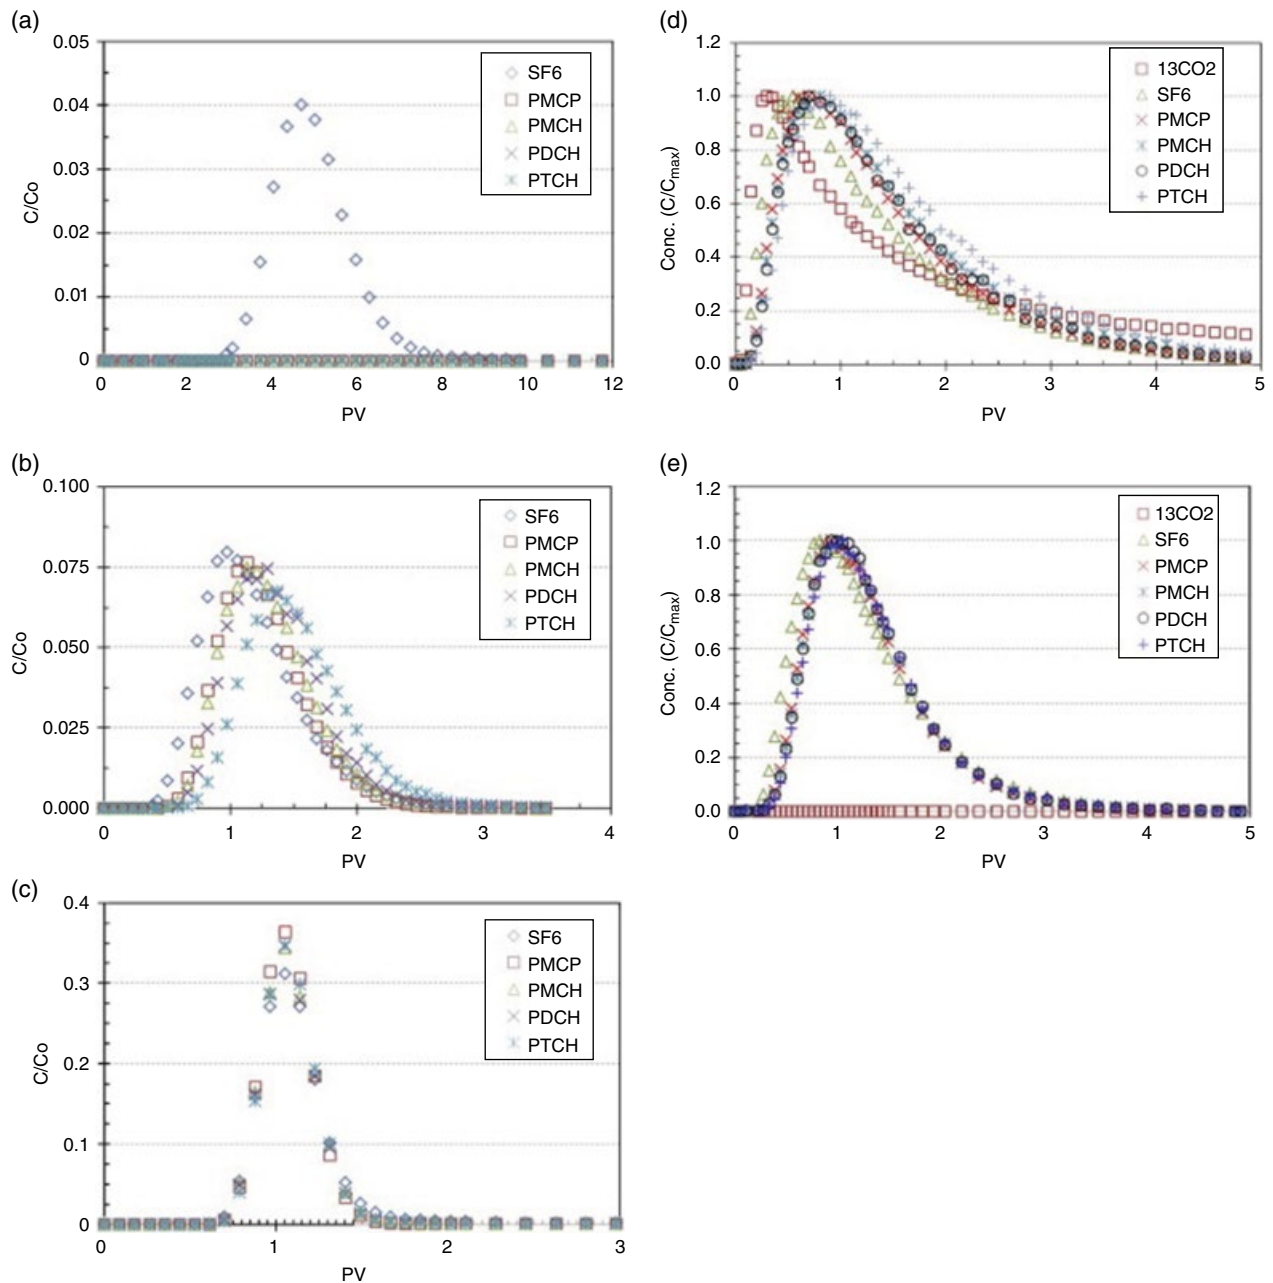 (a)
0.05
0.04
0.03
0.02
0.01
0
C/Co
SF6
PMCP
PMCH
PDCH
PTCH
0 2 4 6 8 10 12
PV
(b)
0.100
0.075
0.050
0.025
0.000
C/Co
SF6
PMCP
PMCH
PDCH
PTCH
0 1 2 3 4
PV
(c)
0.4
0.3
0.2
0.1
0
C/Co
SF6
PMCP
PMCH
PDCH
PTCH
0 1 2 3
PV
(d)
1.2
1.0
0.8
0.6
0.4
0.2
0.0
Conc. (C/Cmax)
13CO2
SF6
PMCP
PMCH
PDCH
PTCH
0 1 2 3 4 5
PV
(e)
1.2
1.0
0.8
0.6
0.4
0.2
0.0
Conc. (C/Cmax)
13CO2
SF6
PMCP
PMCH
PDCH
PTCH
0 1 2 3 4 5
PV